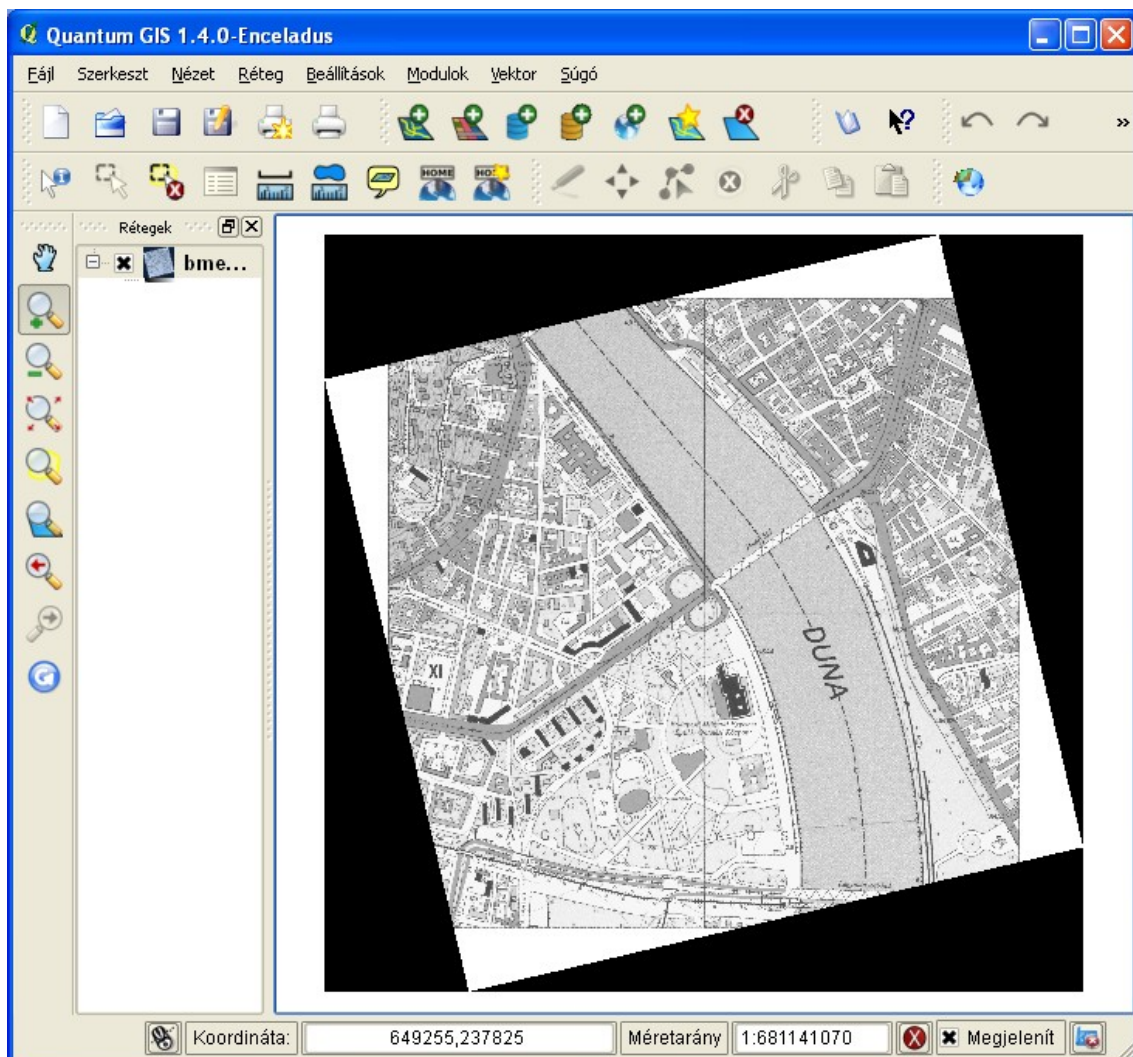 Quantum GIS 1.4.0-Enceladus
Fájl Szerkeszt Nézet Réteg Beállítások Modulok Vektor Súgó
HOME
Rétegek
bme...
XI
DUNA
Koordináta: 649255,237825 Méretarány 1:681141070 Megjelenít